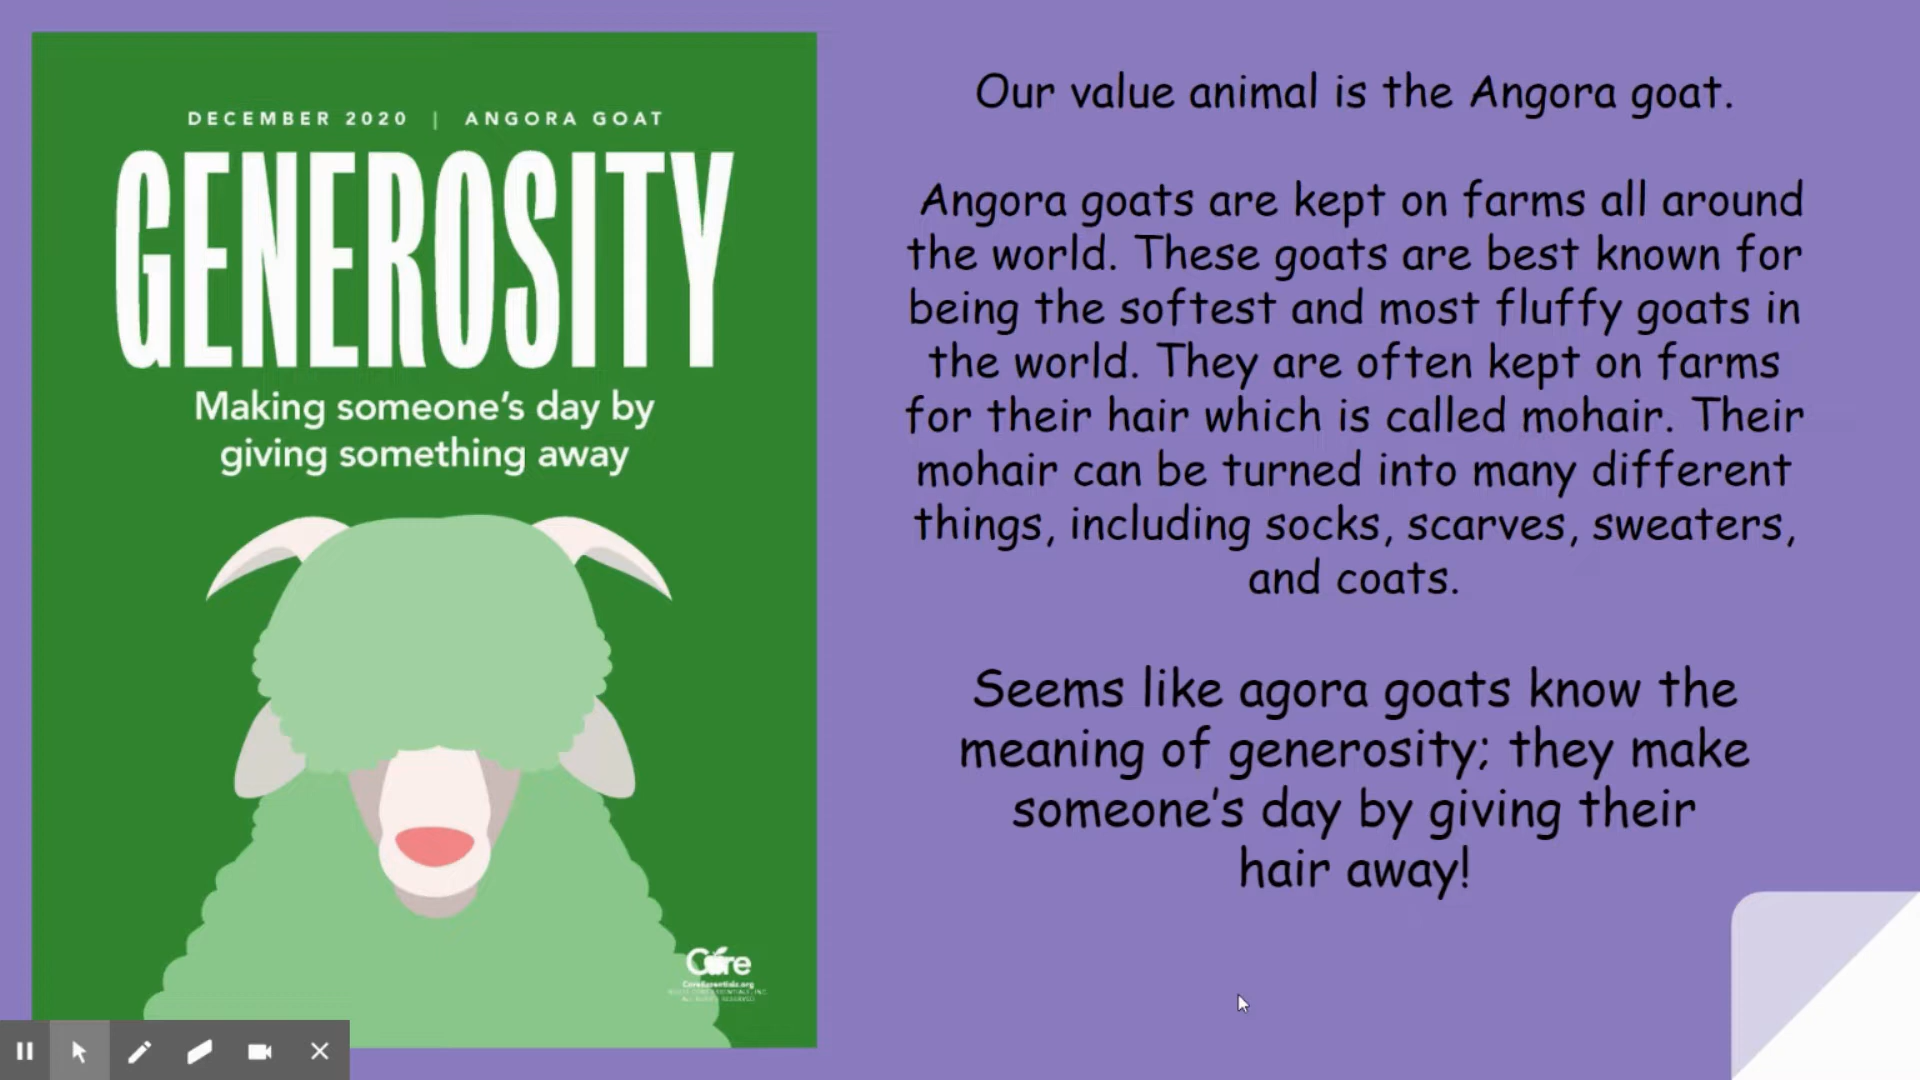 DECEMBER 2020 | ANGORA GOAT
GENEROSITY
Making someone's day by
giving something away
Core
CoreEssentials.org
Our value animal is the Angora goat.
Angora goats are kept on farms all around
the world. These goats are best known for
being the softest and most fluffy goats in
the world. They are often kept on farms
for their hair which is called mohair. Their
mohair can be turned into many different
things, including socks, scarves, sweaters,
and coats.
Seems like agora goats know the
meaning of generosity; they make
someone's day by giving their
hair away!